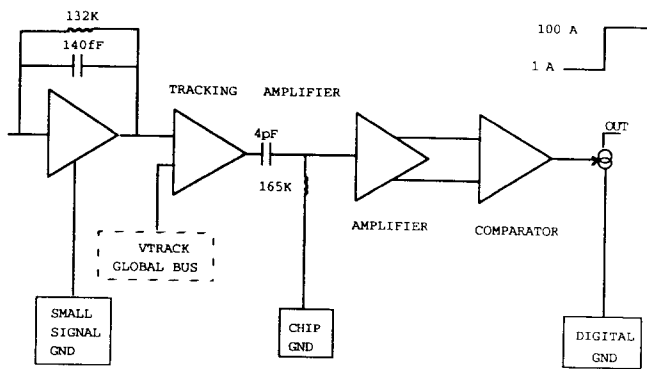 132K
140fF
100 A
1 A
TRACKING AMPLIFIER
4pF
165K
OUT
AMPLIFIER
COMPARATOR
VTRACK
GLOBAL BUS
SMALL
SIGNAL
GND
CHIP
GND
DIGITAL
GND